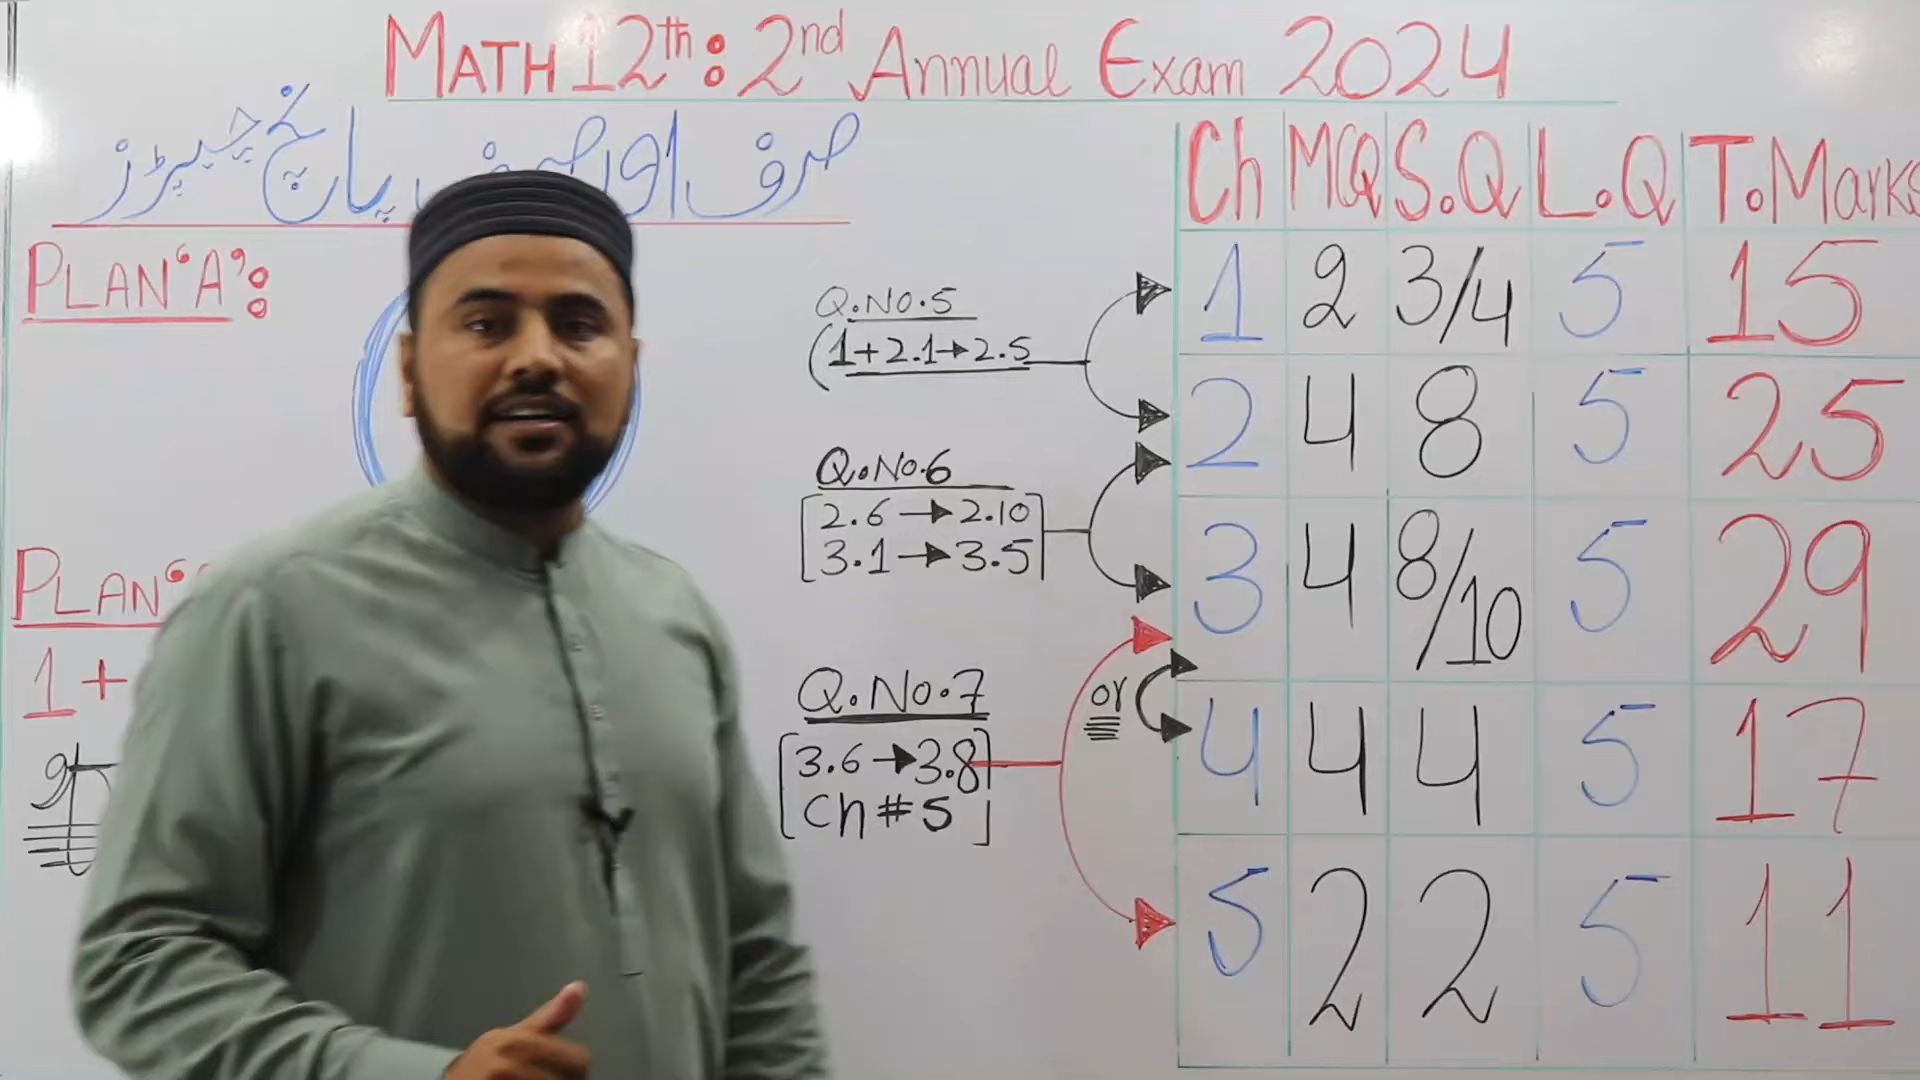 MATH 12th : 2nd Annual Exam 2024
صرف اور صرف پانچ چیپٹرز
PLAN 'A' :
PLAN '
1 +
Q.NO.5
(1+2.1→2.5
Q.No.6
[2.6 → 2.10]
[3.1 → 3.5]
Q.No.7
[3.6 → 3.8]
[Ch # 5]
or
Ch MCQ S.Q L.Q T.Marks
1 2 3/4 5 15
2 4 8 5 25
3 4 8/10 5 29
4 4 4 5 17
5 2 2 5 11